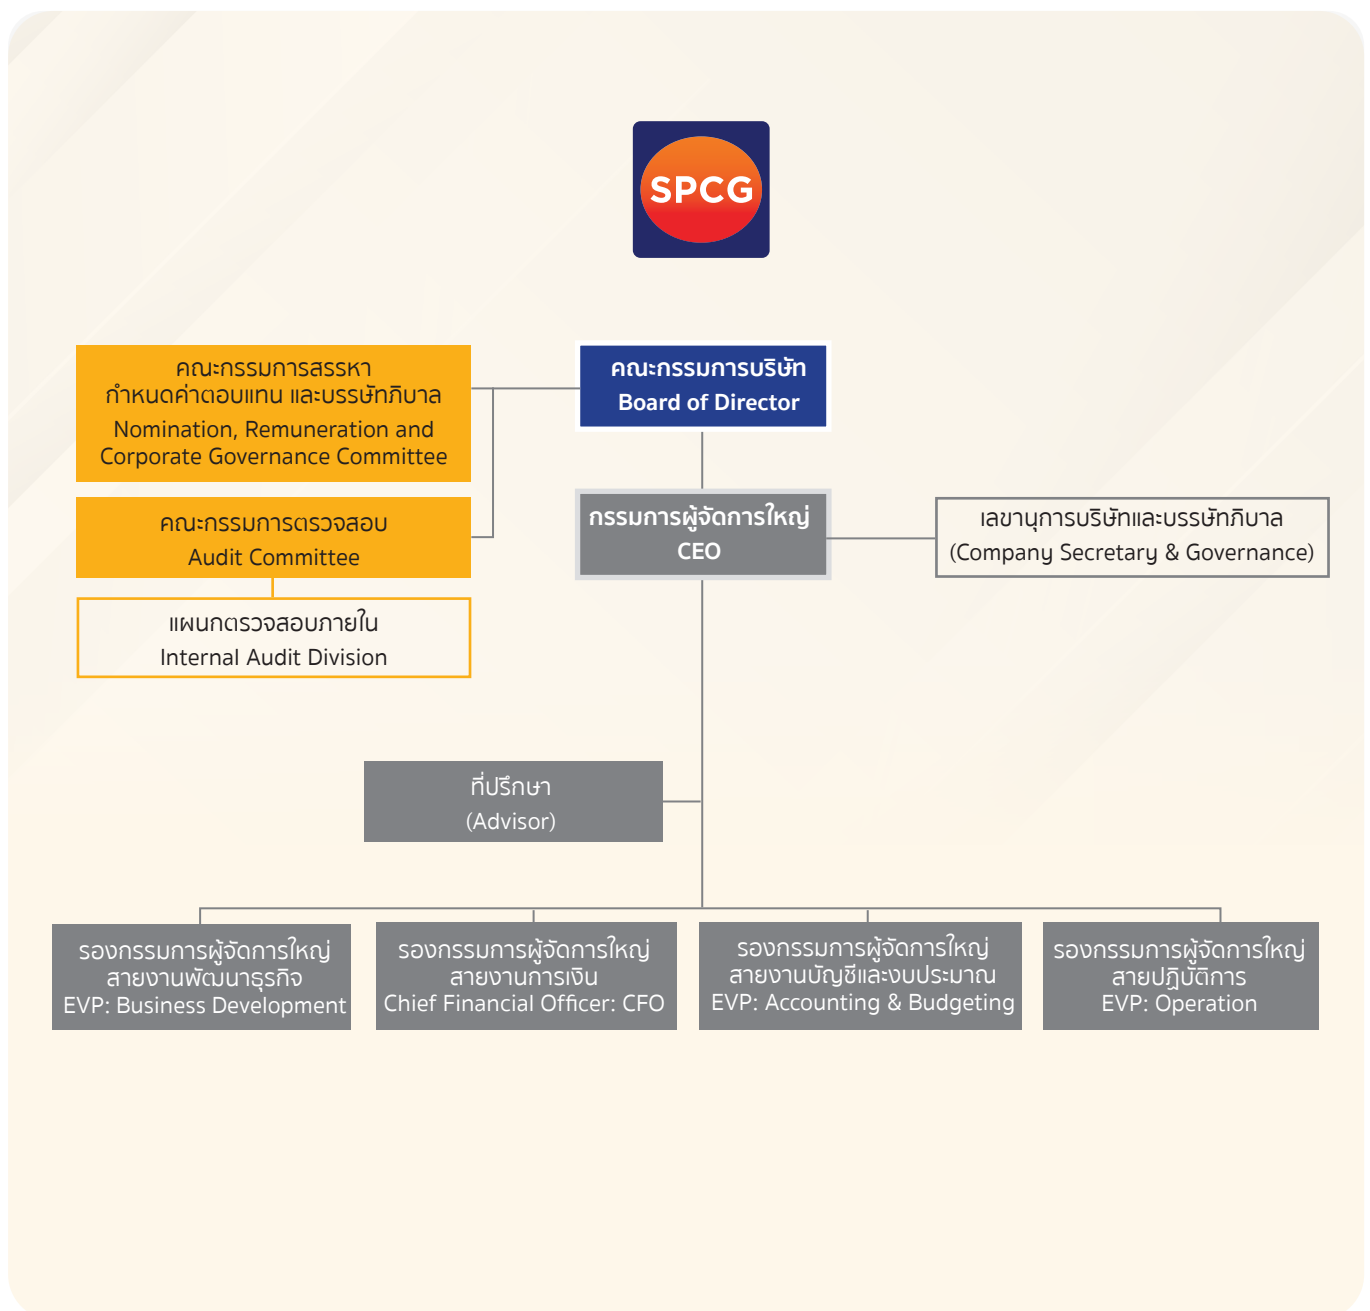 SPCG
คณะกรรมการสรรหา
กำหนดค่าตอบแทน และบรรษัทภิบาล
Nomination, Remuneration and
Corporate Governance Committee
คณะกรรมการบริษัท
Board of Director
คณะกรรมการตรวจสอบ
Audit Committee
กรรมการผู้จัดการใหญ่
CEO
เลขานุการบริษัทและบรรษัทภิบาล
(Company Secretary & Governance)
แผนกตรวจสอบภายใน
Internal Audit Division
ที่ปรึกษา
(Advisor)
รองกรรมการผู้จัดการใหญ่
สายงานพัฒนาธุรกิจ
EVP: Business Development
รองกรรมการผู้จัดการใหญ่
สายงานการเงิน
Chief Financial Officer: CFO
รองกรรมการผู้จัดการใหญ่
สายงานบัญชีและงบประมาณ
EVP: Accounting & Budgeting
รองกรรมการผู้จัดการใหญ่
สายปฏิบัติการ
EVP: Operation